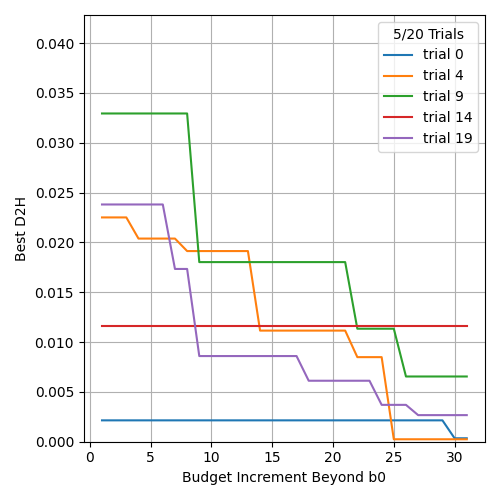 5/20 Trials
trial 0
trial 4
trial 9
trial 14
trial 19
0.040
0.035
0.030
0.025
0.020
0.015
0.010
0.005
0.000
Best D2H
0 5 10 15 20 25 30
Budget Increment Beyond b0